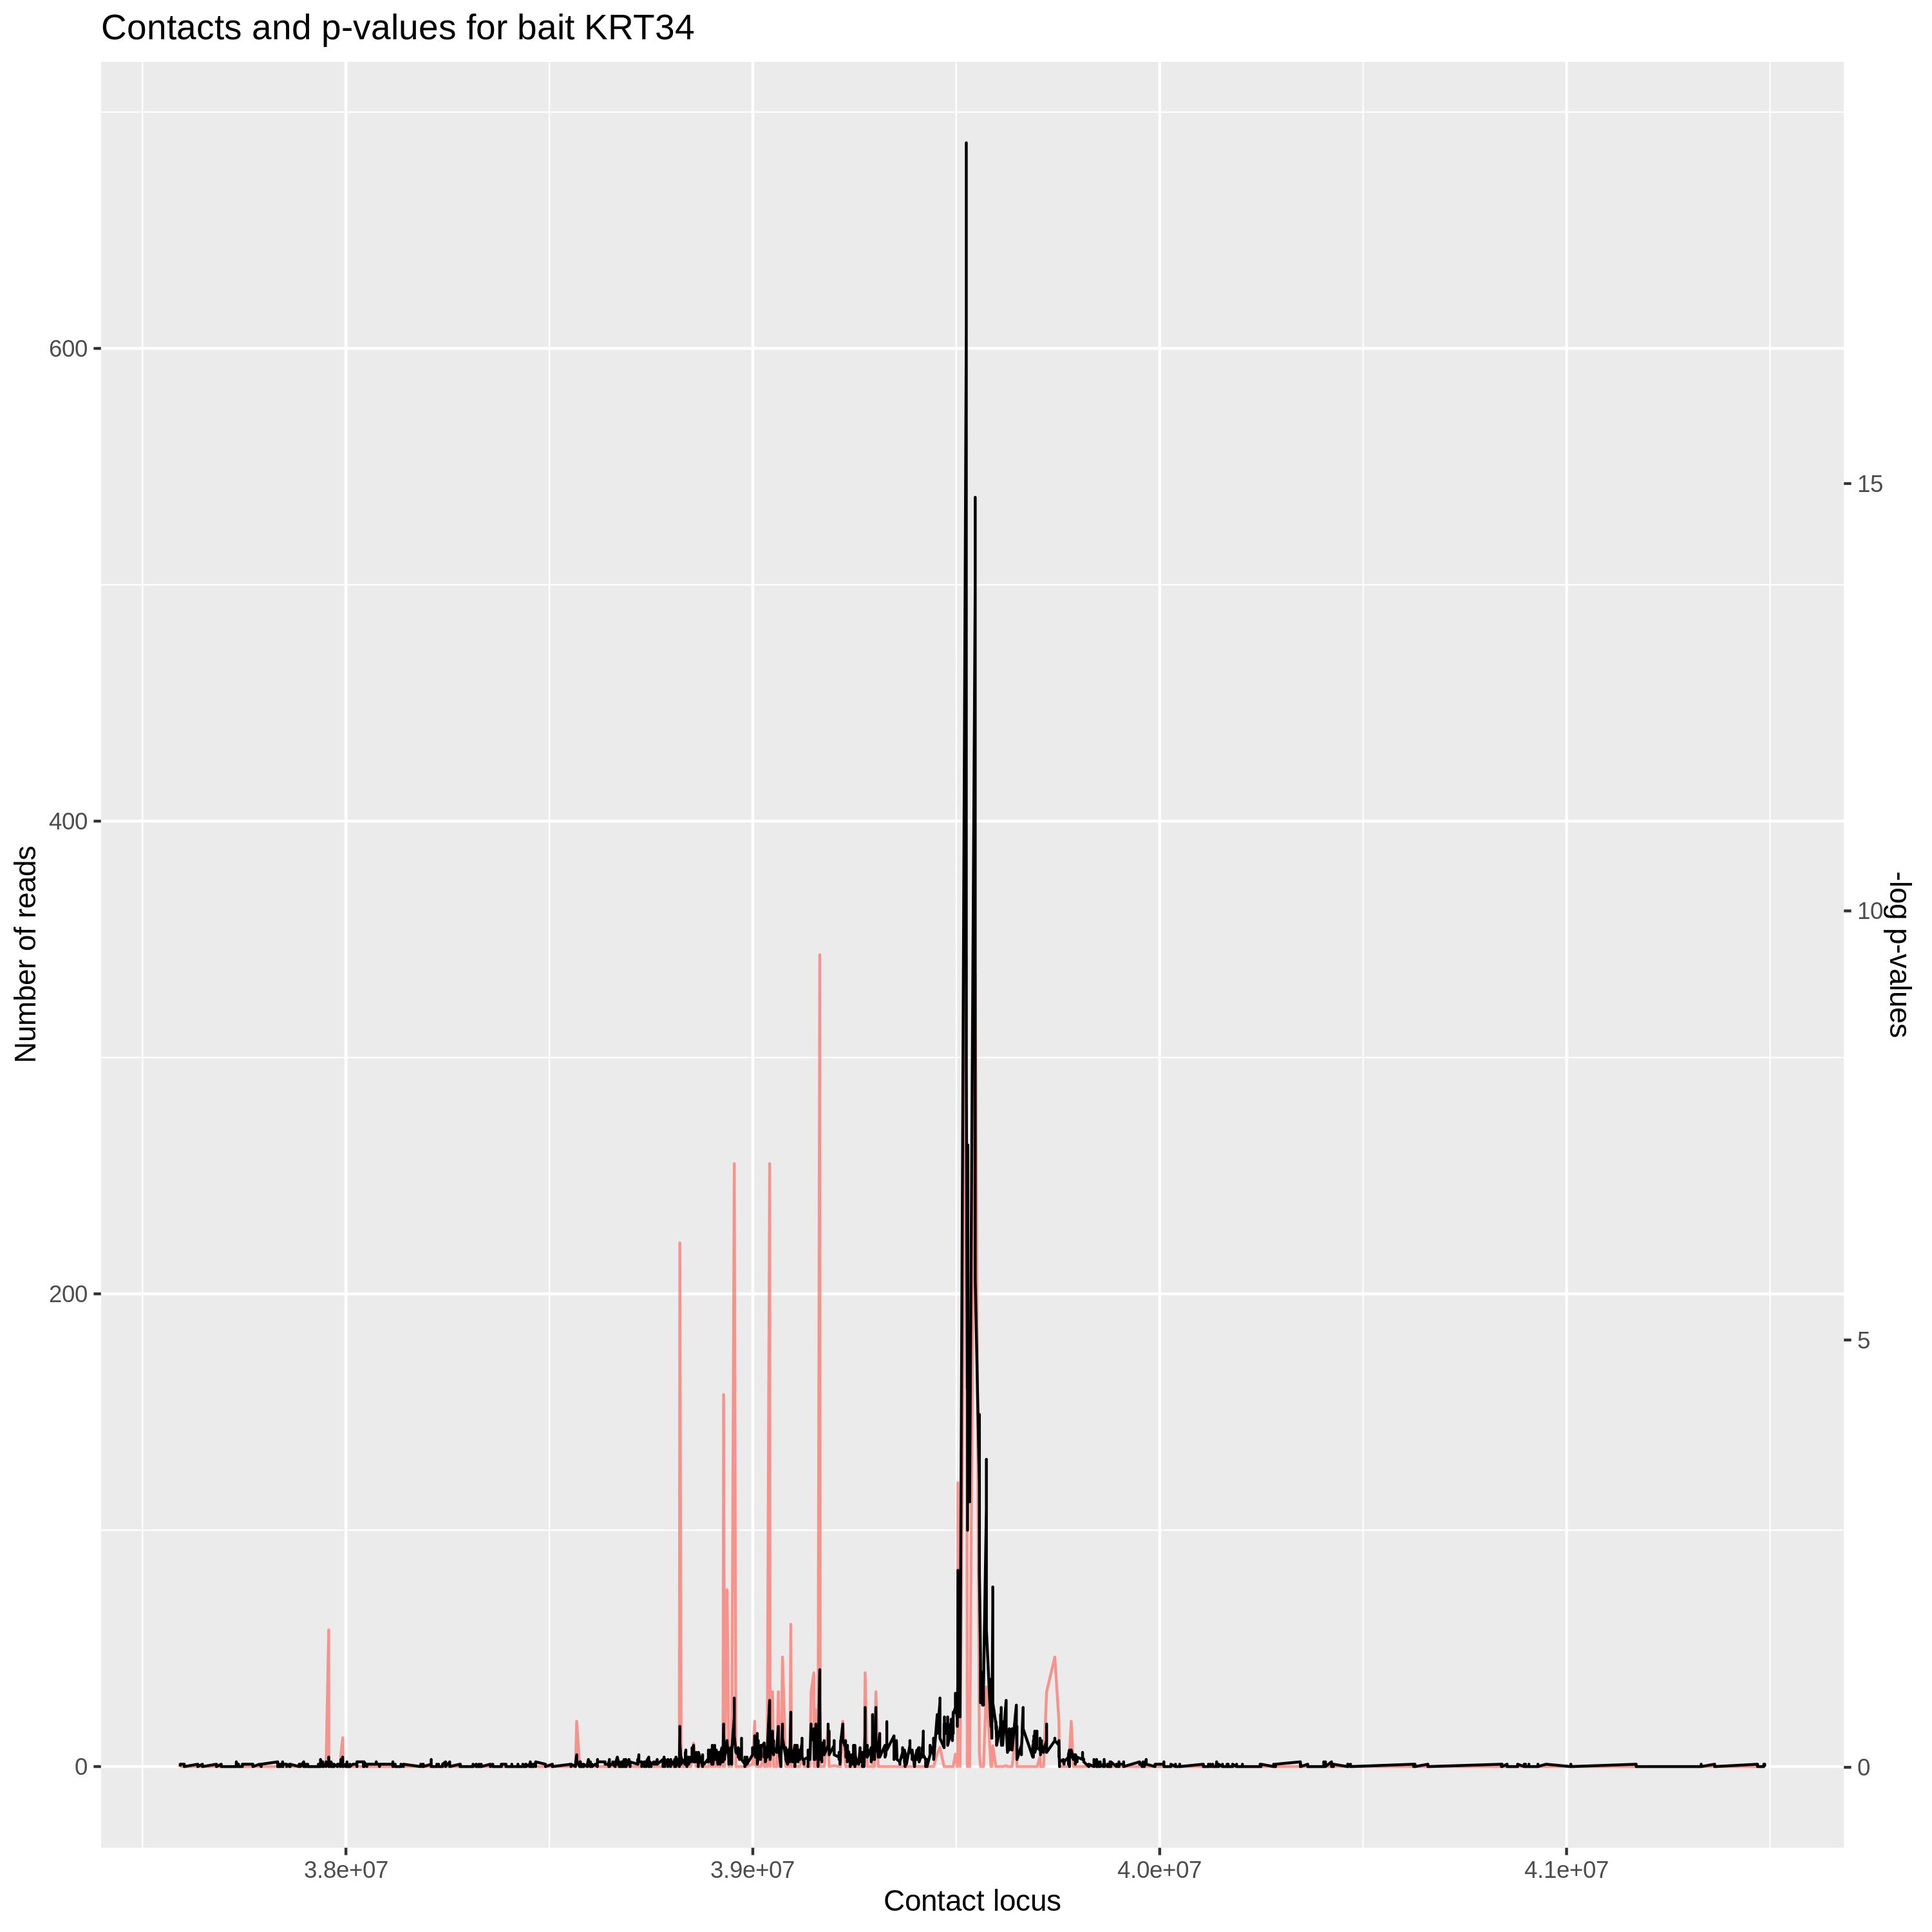 Contacts and p-values for bait KRT34
Number of reads
600
400
200
0
15
10
5
0
-log p-values
3.8e+07
3.9e+07
4.0e+07
4.1e+07
Contact locus